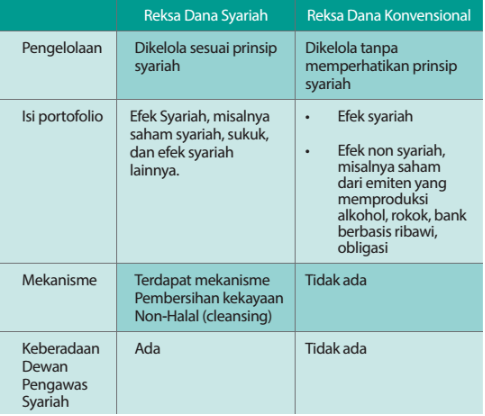 Reksa Dana Syariah
Reksa Dana Konvensional
Pengelolaan
Dikelola sesuai prinsip
syariah
Dikelola tanpa
memperhatikan prinsip
syariah
Isi portofolio
Efek Syariah, misalnya
saham syariah, sukuk,
dan efek syariah
lainnya.
• Efek syariah
• Efek non syariah,
misalnya saham
dari emiten yang
memproduksi
alkohol, rokok, bank
berbasis ribawi,
obligasi
Mekanisme
Terdapat mekanisme
Pembersihan kekayaan
Non-Halal (cleansing)
Tidak ada
Keberadaan
Dewan
Pengawas
Syariah
Ada
Tidak ada